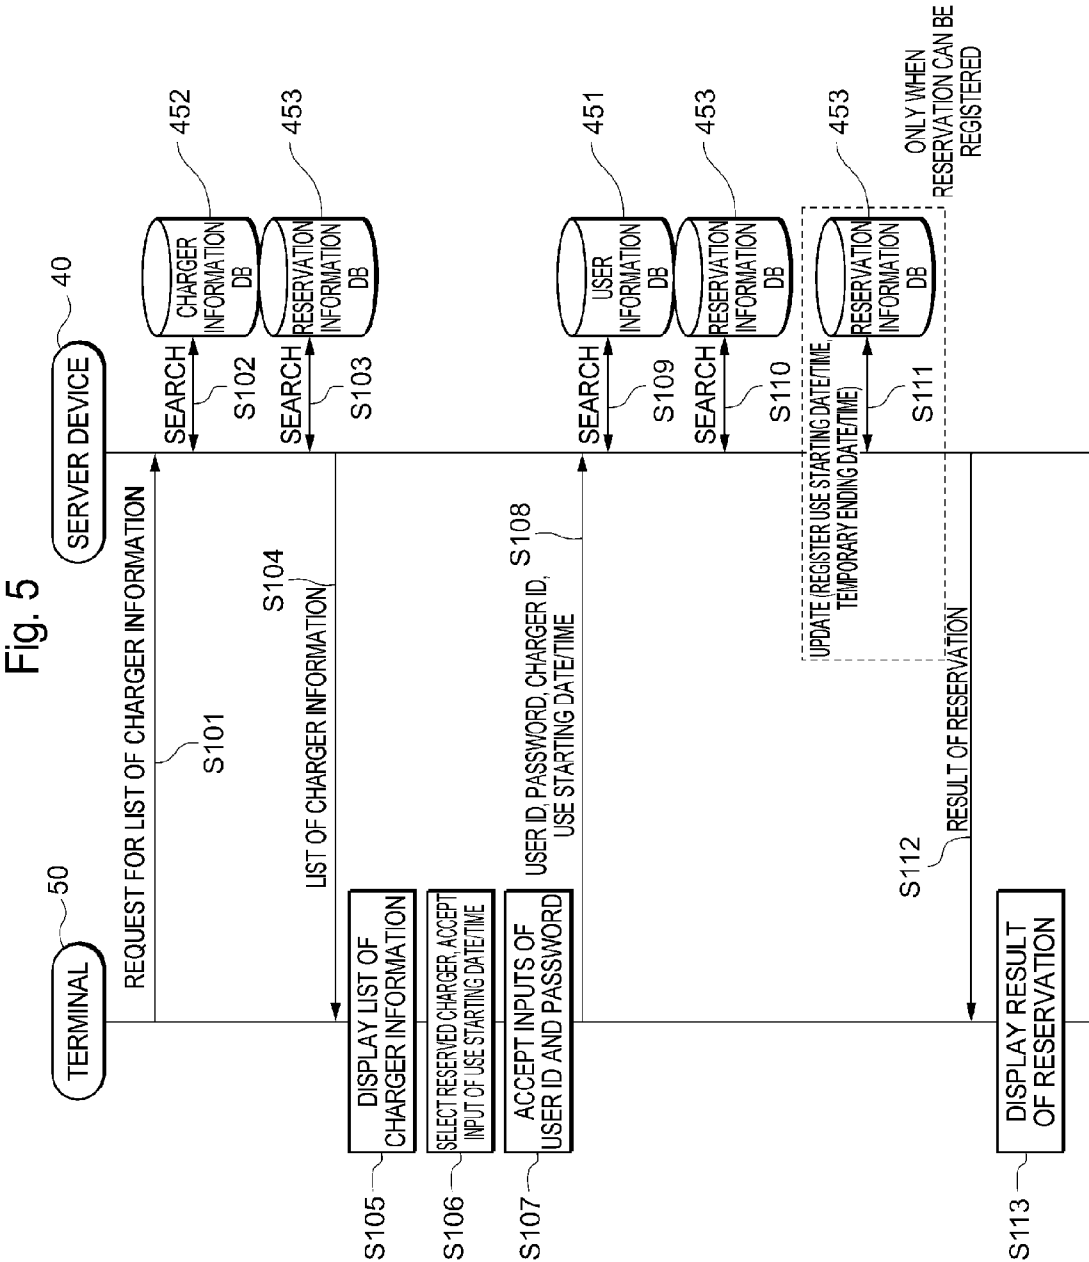 Fig. 5
TERMINAL
50
SERVER DEVICE
40
REQUEST FOR LIST OF CHARGER INFORMATION
S101
SEARCH
S102
CHARGER
INFORMATION
DB
452
SEARCH
S103
RESERVATION
INFORMATION
DB
453
S104
LIST OF CHARGER INFORMATION
DISPLAY LIST OF
CHARGER INFORMATION
S105
SELECT RESERVED CHARGER, ACCEPT
INPUT OF USE STARTING DATE/TIME
S106
ACCEPT INPUTS OF
USER ID AND PASSWORD
S107
USER ID, PASSWORD, CHARGER ID,
USE STARTING DATE/TIME
S108
SEARCH
S109
USER
INFORMATION
DB
451
SEARCH
S110
RESERVATION
INFORMATION
DB
453
UPDATE (REGISTER USE STARTING DATE/TIME,
TEMPORARY ENDING DATE/TIME)
S111
RESERVATION
INFORMATION
DB
453
ONLY WHEN
RESERVATION CAN BE
REGISTERED
RESULT OF RESERVATION
S112
DISPLAY RESULT
OF RESERVATION
S113